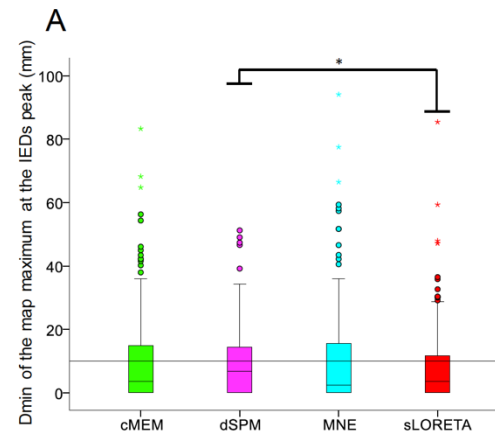 A
*
Dmin of the map maximum at the IEDs peak (mm)
100
80
60
40
20
0
cMEM dSPM MNE sLORETA